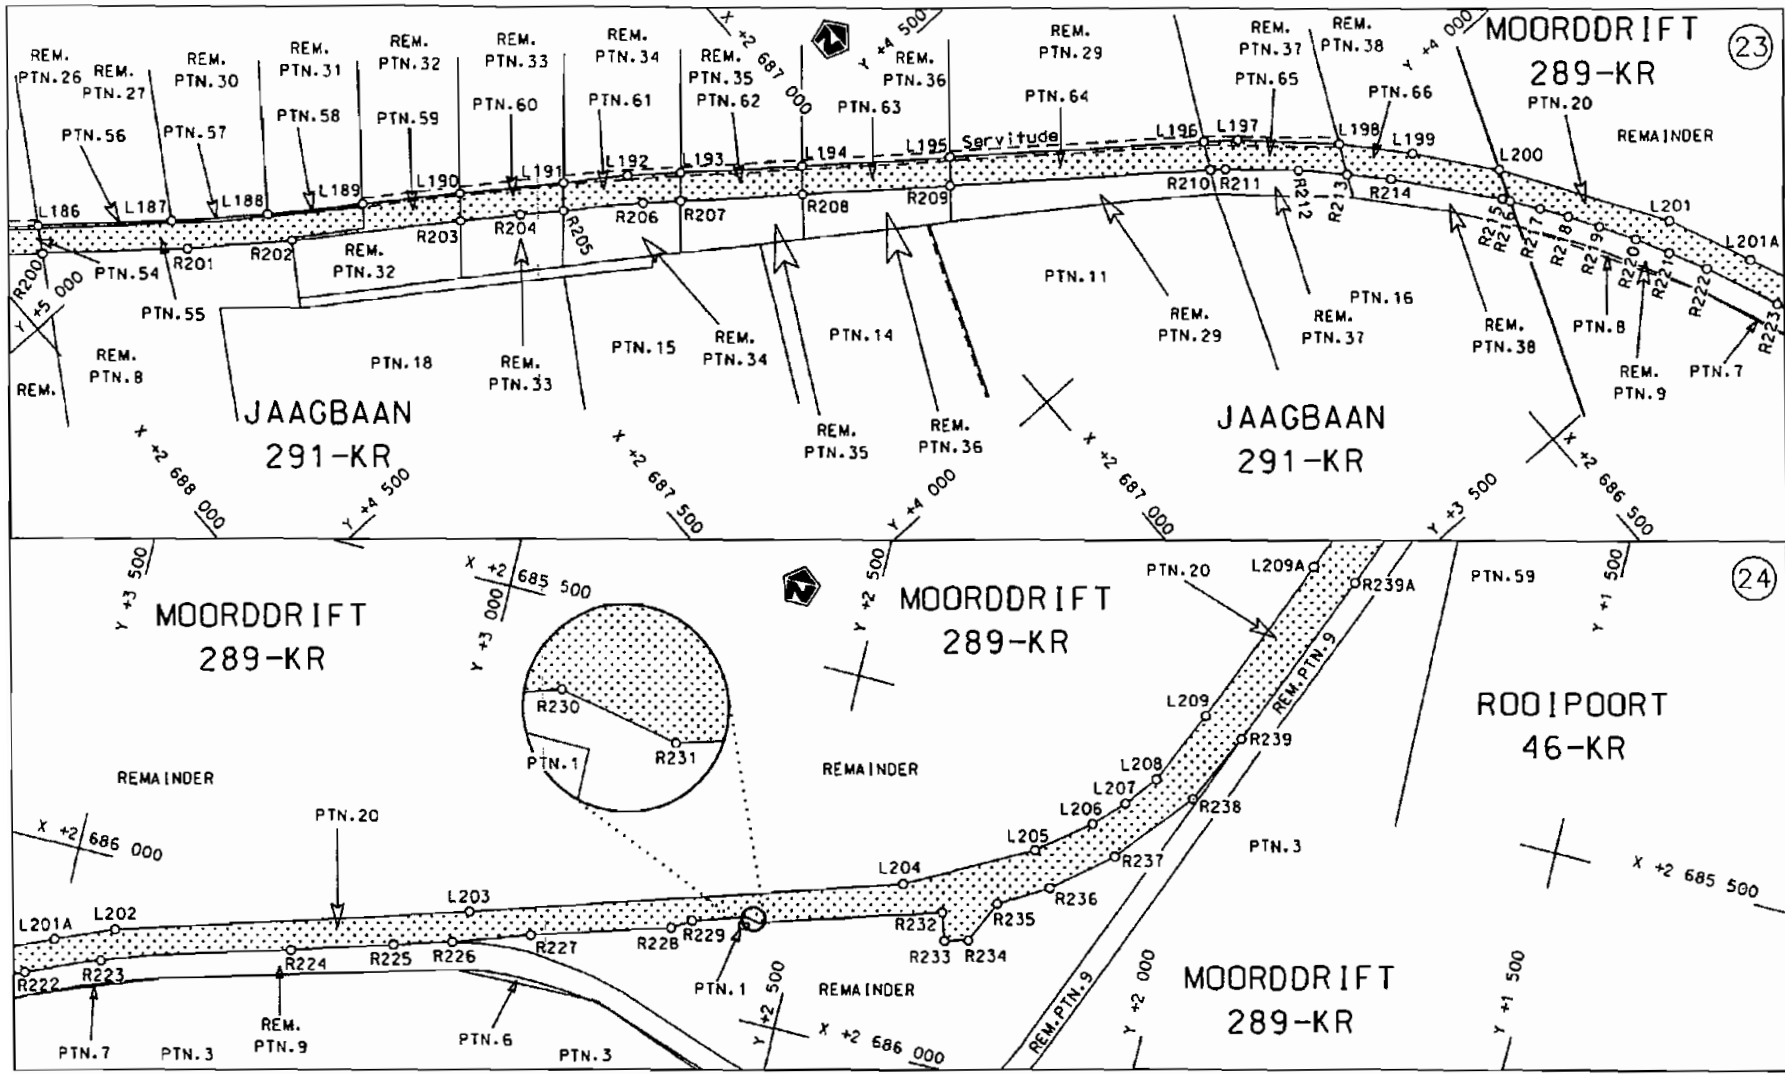 REM.
PTN.26
REM.
PTN.27
REM.
PTN.30
REM.
PTN.31
REM.
PTN.32
REM.
PTN.33
REM.
PTN.34
REM.
PTN.35
PTN.62
X +2 687 000
Y +4 500
REM.
PTN.36
REM.
PTN.29
REM.
PTN.37
PTN.65
REM.
PTN.38
Y +4 000
MOORDDRIFT
289-KR
23
PTN.56
PTN.57
PTN.58
PTN.59
PTN.60
PTN.61
PTN.63
PTN.64
PTN.66
PTN.20
REMAINDER
L186
L187
L188
L189
L190
L191
L192
L193
L194
L195
Servitude
L196
L197
L198
L199
L200
L201
L201A
R200
R201
R202
R203
R204
R205
R206
R207
R208
R209
R210
R211
R212
R213
R214
R215
R216
R217
R218
R219
R220
R221
R222
R223
Y +5 000
PTN.54
PTN.55
REM.
PTN.32
REM.
PTN.8
REM.
PTN.18
REM.
PTN.33
PTN.15
REM.
PTN.34
PTN.14
PTN.11
REM.
PTN.29
REM.
PTN.37
PTN.16
REM.
PTN.38
PTN.8
REM.
PTN.9
PTN.7
JAAGBAAN
291-KR
REM.
PTN.35
REM.
PTN.36
JAAGBAAN
291-KR
X +2 688 000
Y +4 500
X +2 687 500
Y +4 000
X +2 687 000
Y +3 500
X +2 686 500
Y +3 500
MOORDDRIFT
289-KR
X +2 685 500
Y +3 000
Y +2 500
MOORDDRIFT
289-KR
PTN.20
L209A
R239A
PTN.59
Y +1 500
24
R230
R231
PTN.1
REM.PTN.9
ROOIPOORT
46-KR
REMAINDER
REMAINDER
L209
R239
L208
L207
L206
R238
L205
PTN.3
R237
X +2 686 000
PTN.20
X +2 685 500
L204
R236
L201A
L202
L203
R235
R222
R223
R224
R225
R226
R227
R228
R229
R232
R233
R234
PTN.1
REMAINDER
Y +2 500
X +2 686 000
REM.PTN.9
Y +2 000
MOORDDRIFT
289-KR
Y +1 500
PTN.7
PTN.3
REM.
PTN.9
PTN.6
PTN.3